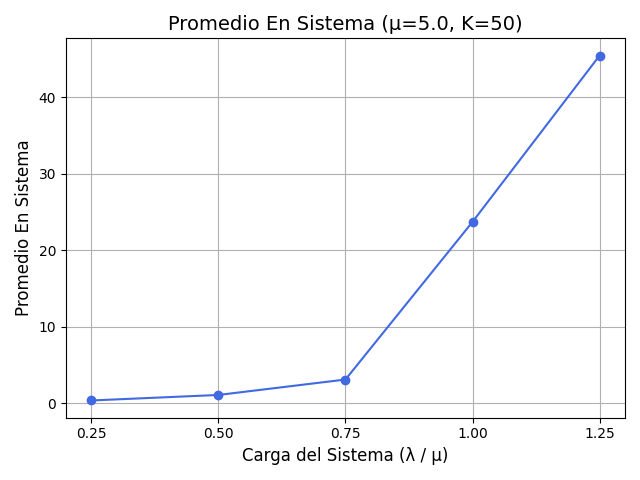 Promedio En Sistema (μ=5.0, K=50)
Promedio En Sistema
40
30
20
10
0
0.25 0.50 0.75 1.00 1.25
Carga del Sistema (λ / μ)